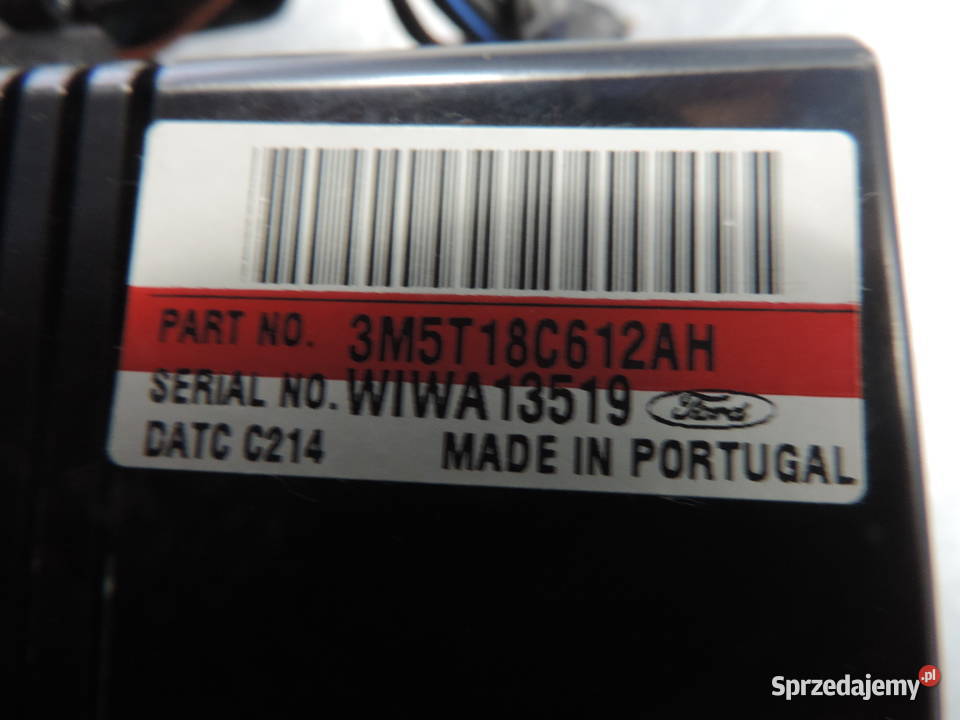 PART NO. 3M5T18C612AH
SERIAL NO. WIWA13519 Ford
DATC C214 MADE IN PORTUGAL
Sprzedajemy.pl